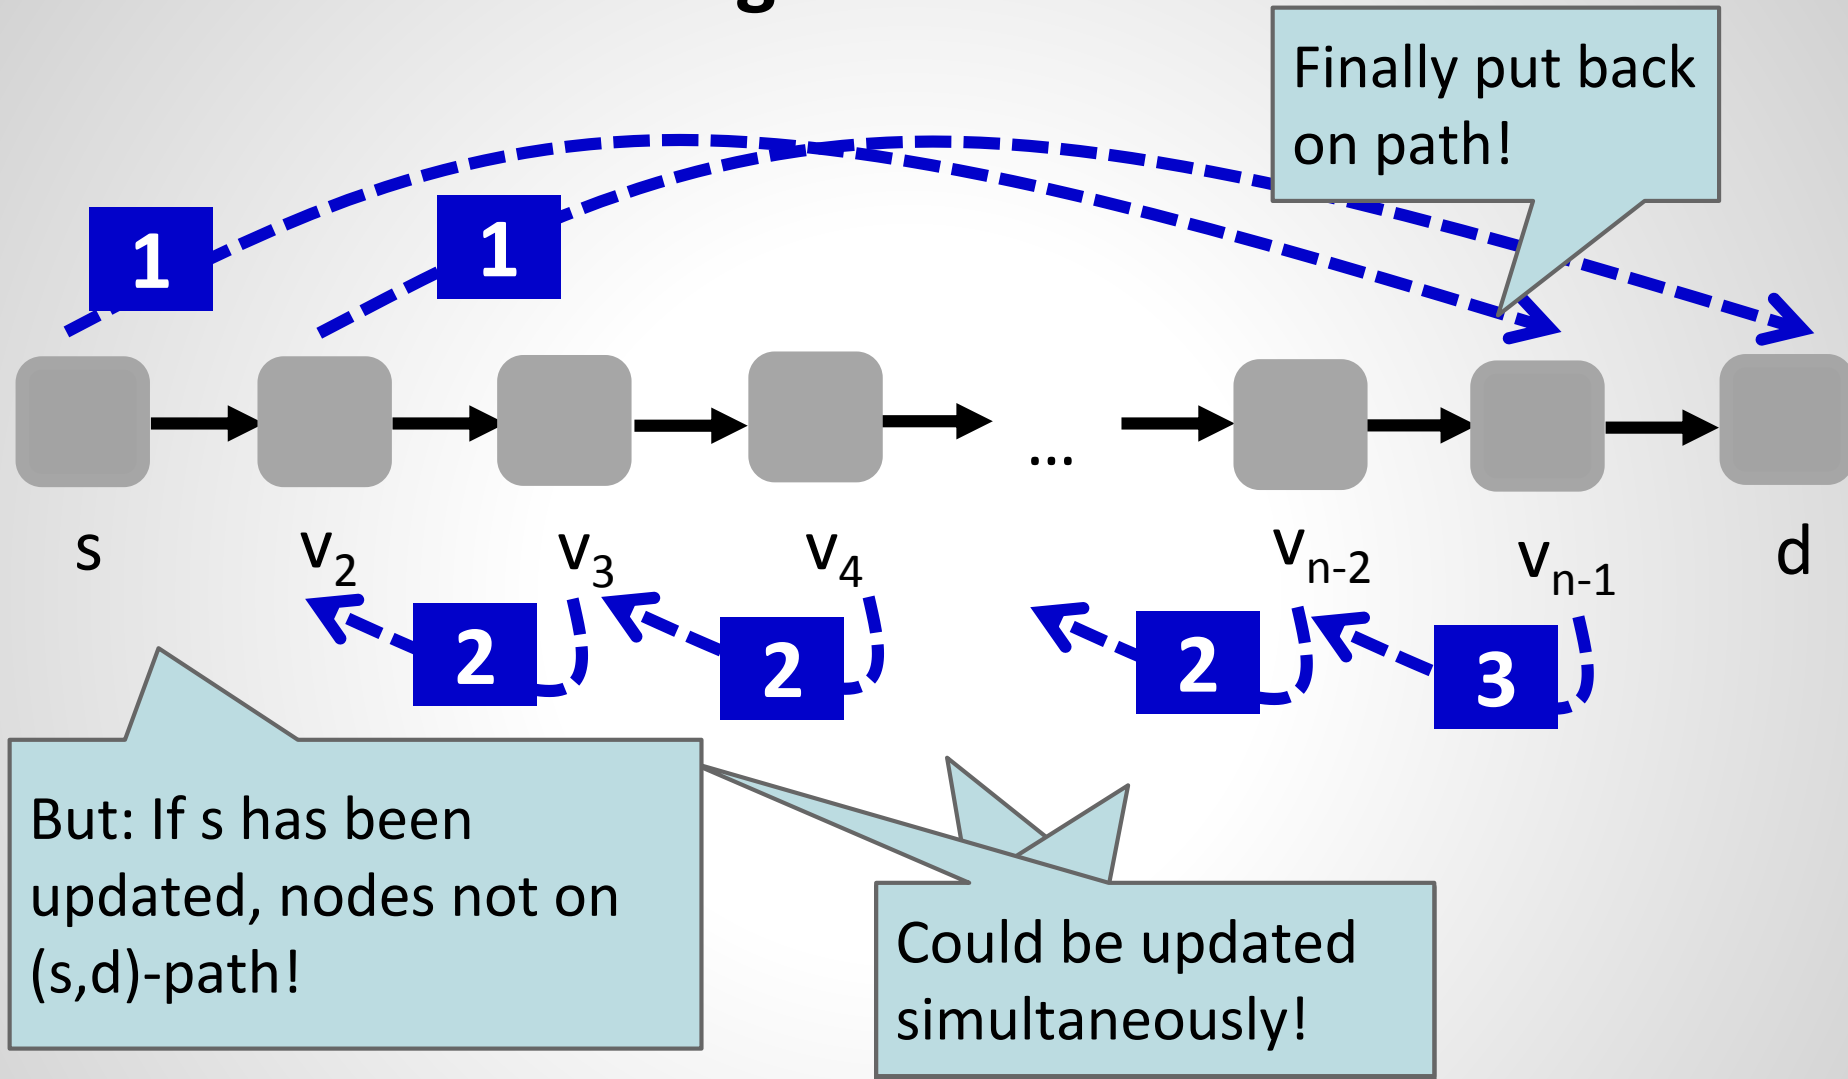 Finally put back
on path!
1
1
...
s
v2
v3
v4
vn-2
vn-1
d
2
2
2
3
But: If s has been
updated, nodes not on
(s,d)-path!
Could be updated
simultaneously!